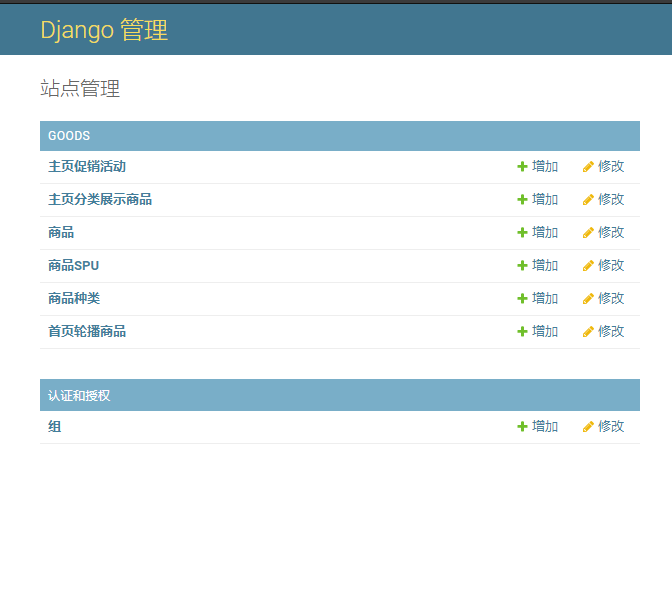 Django 管理
站点管理
GOODS
主页促销活动 增加 修改
主页分类展示商品 增加 修改
商品 增加 修改
商品SPU 增加 修改
商品种类 增加 修改
首页轮播商品 增加 修改
认证和授权
组 增加 修改